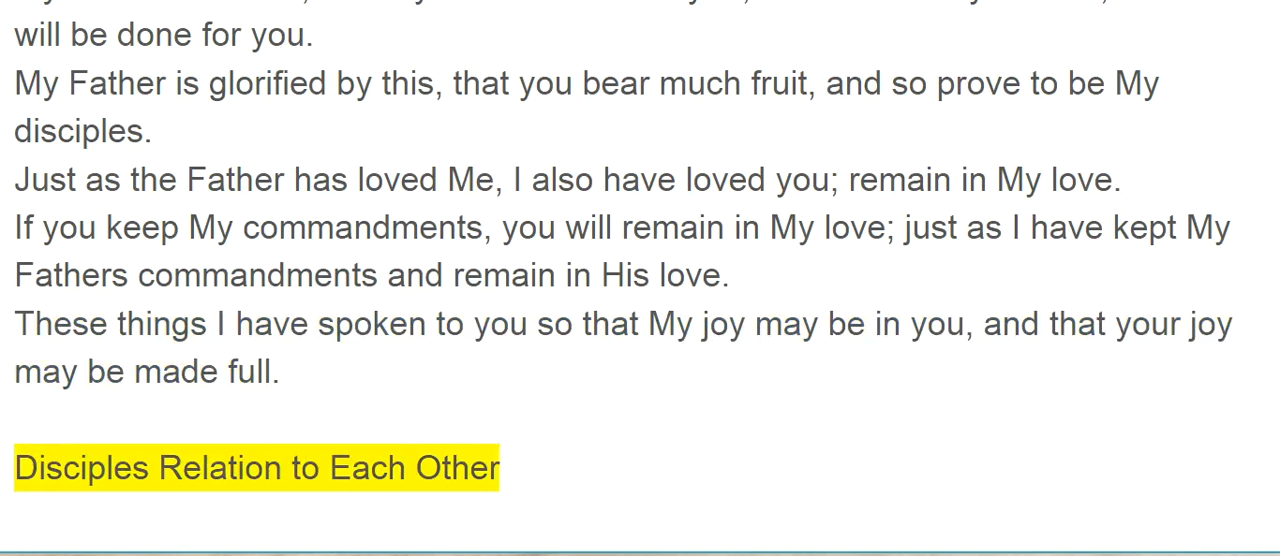 will be done for you.
My Father is glorified by this, that you bear much fruit, and so prove to be My
disciples.
Just as the Father has loved Me, I also have loved you; remain in My love.
If you keep My commandments, you will remain in My love; just as I have kept My
Fathers commandments and remain in His love.
These things I have spoken to you so that My joy may be in you, and that your joy
may be made full.
Disciples Relation to Each Other